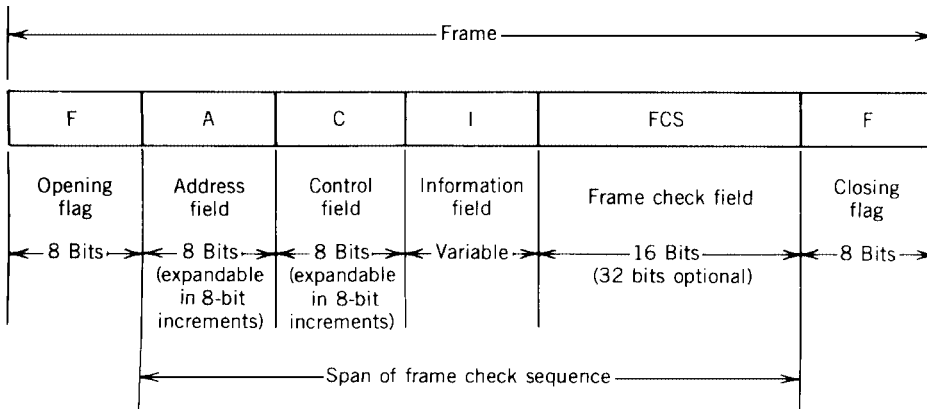 Frame
F A C I FCS F
Opening flag
8 Bits
Address field
8 Bits
(expandable
in 8-bit
increments)
Control field
8 Bits
(expandable
in 8-bit
increments)
Information field
Variable
Frame check field
16 Bits
(32 bits optional)
Closing flag
8 Bits
Span of frame check sequence